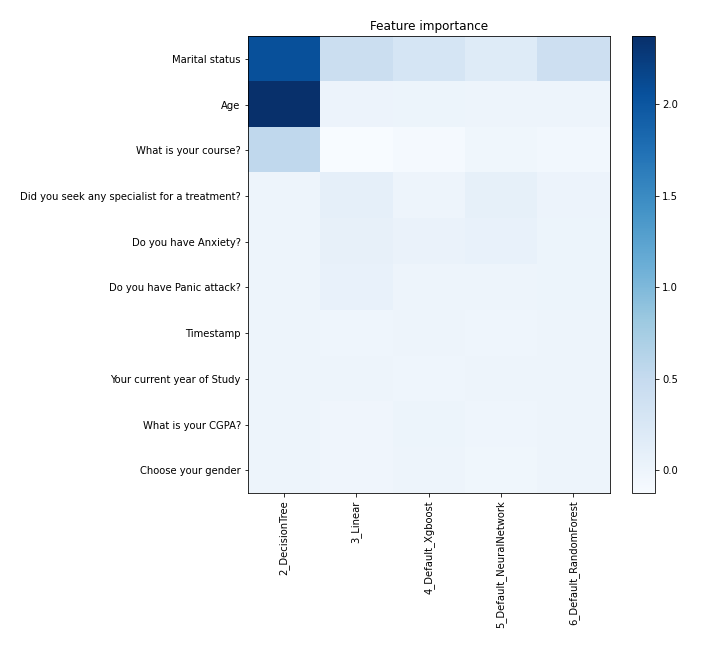 Feature importance
Marital status
Age
What is your course?
Did you seek any specialist for a treatment?
Do you have Anxiety?
Do you have Panic attack?
Timestamp
Your current year of Study
What is your CGPA?
Choose your gender
2.0
1.5
1.0
0.5
0.0
2_DecisionTree
3_Linear
4_Default_Xgboost
5_Default_NeuralNetwork
6_Default_RandomForest